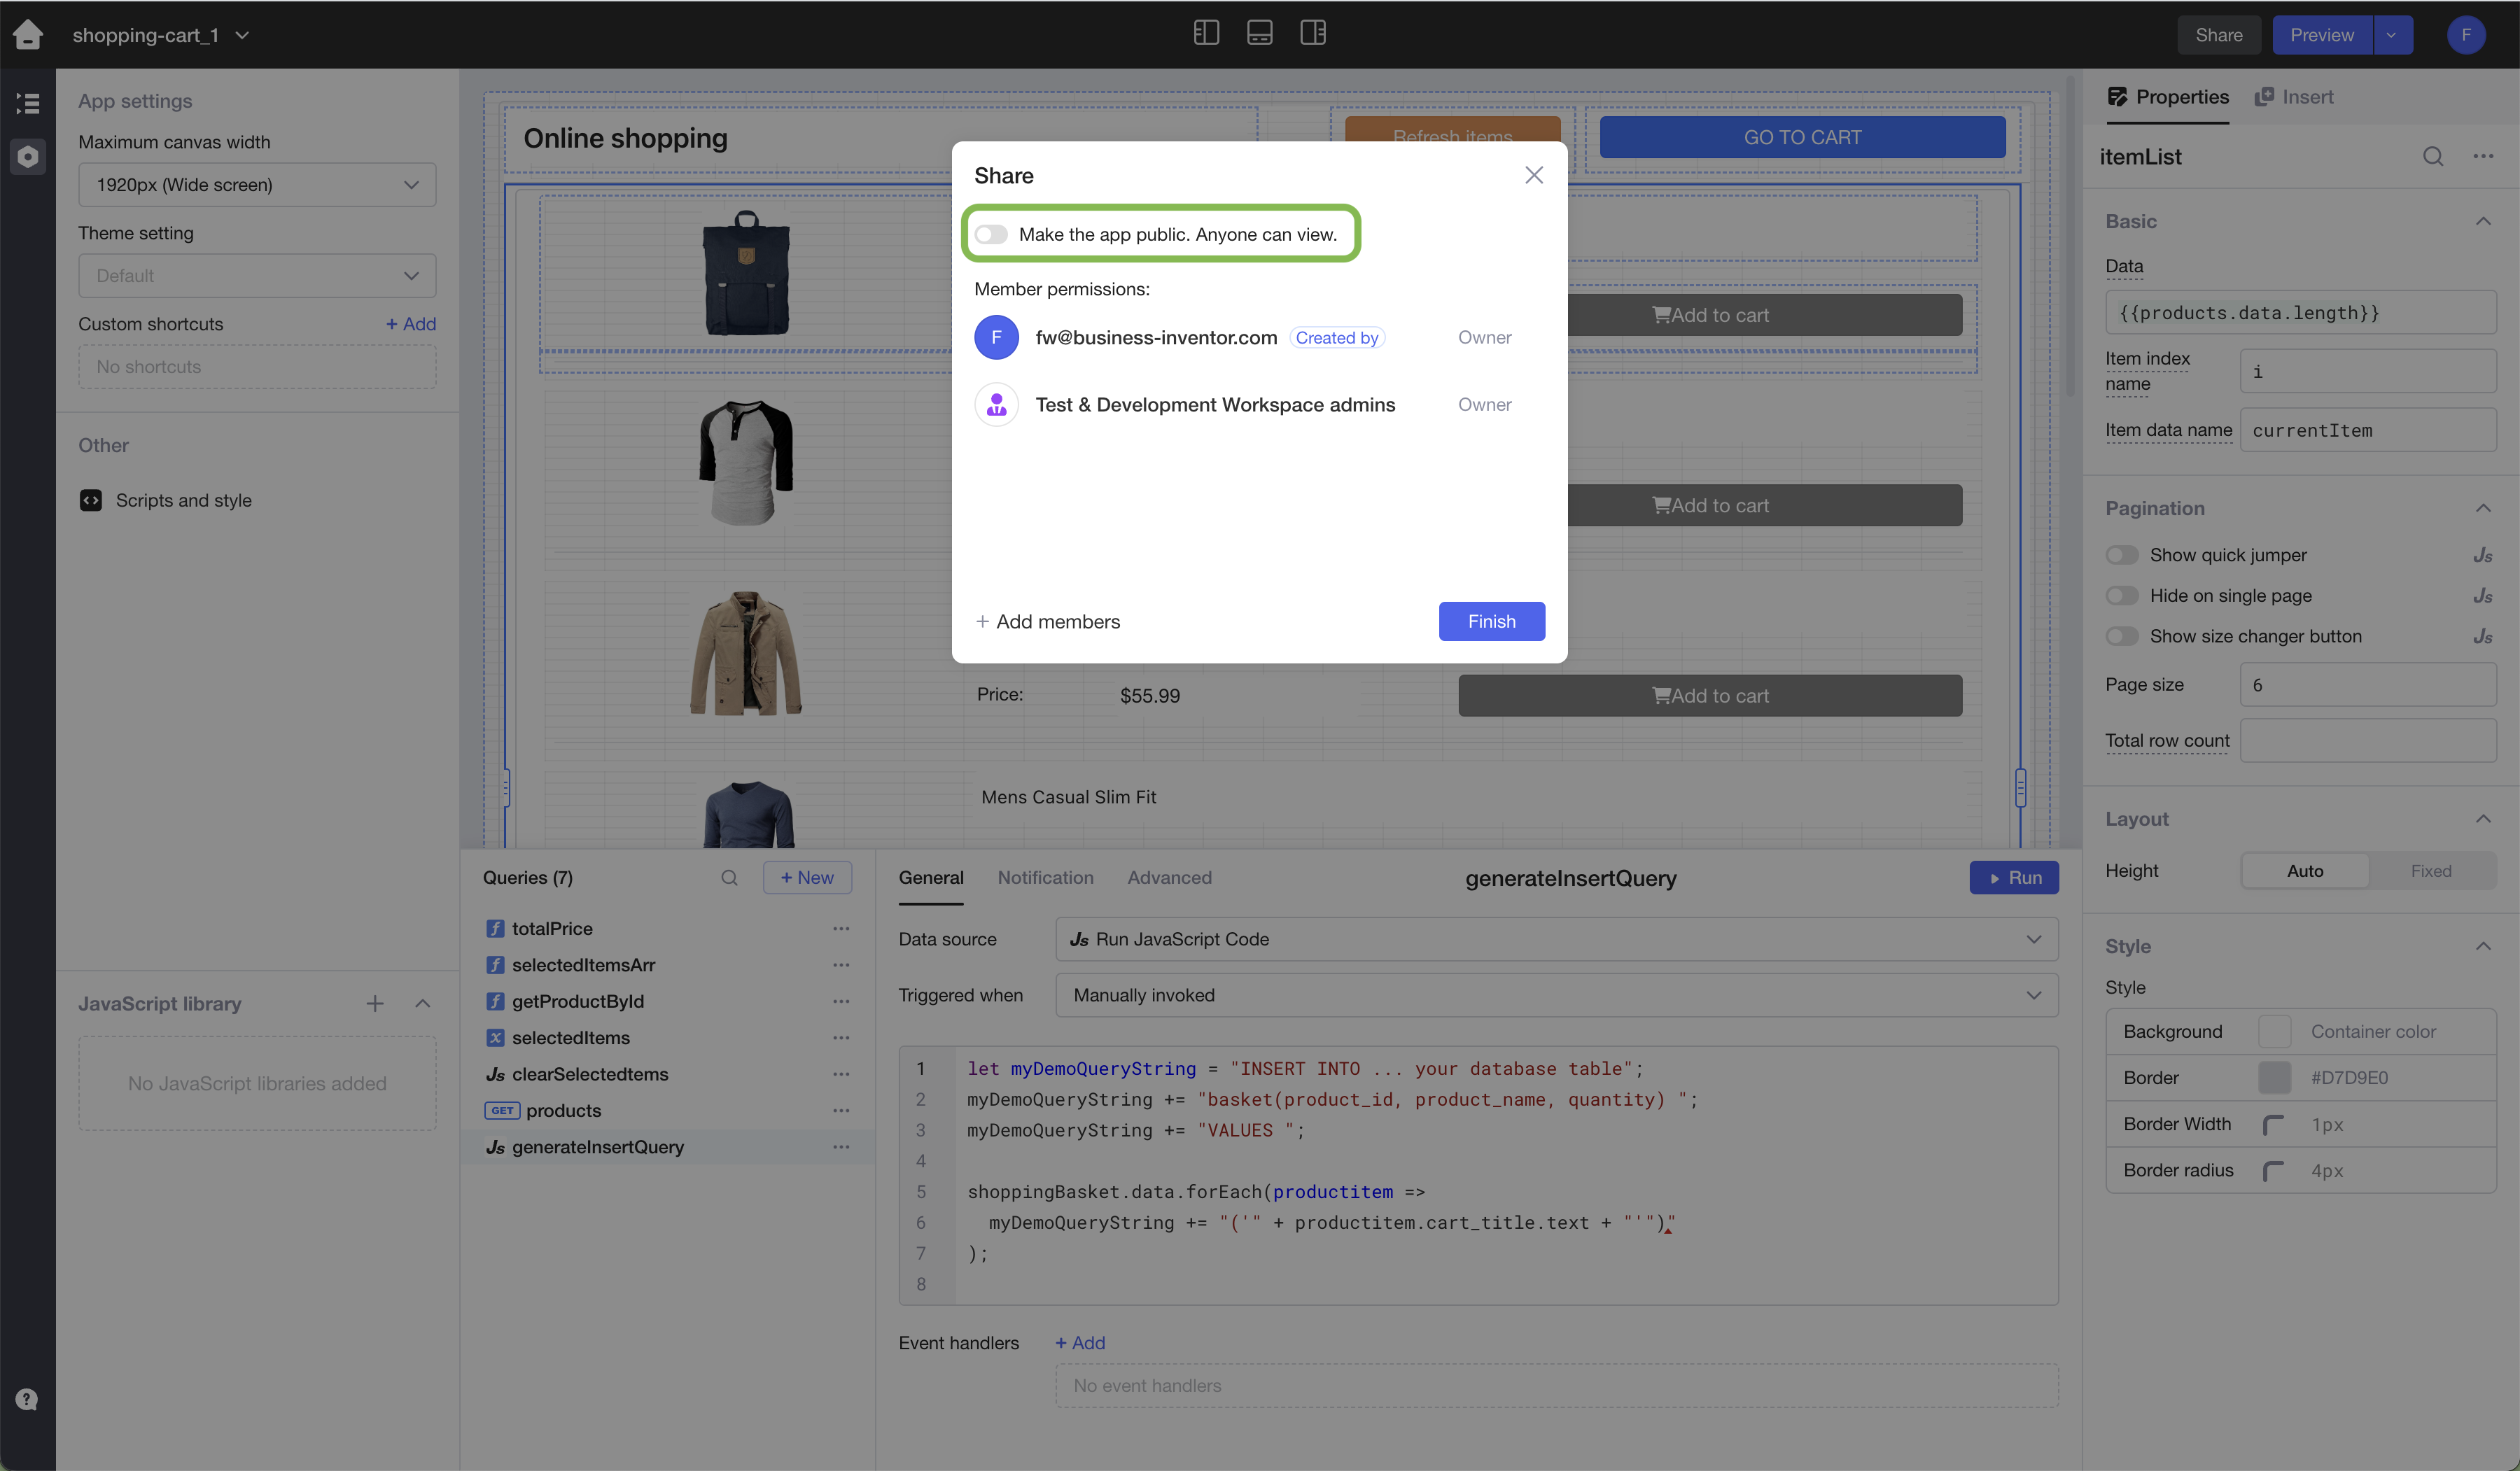 shopping-cart_1
Share
Preview
F
App settings
Maximum canvas width
1920px (Wide screen)
Theme setting
Default
Custom shortcuts
+ Add
No shortcuts
Other
Scripts and style
JavaScript library
No JavaScript libraries added
Online shopping
Refresh items
GO TO CART
Add to cart
Add to cart
Price:
$55.99
Add to cart
Mens Casual Slim Fit
Share
Make the app public. Anyone can view.
Member permissions:
F
fw@business-inventor.com
Created by
Owner
Test & Development Workspace admins
Owner
+ Add members
Finish
Queries (7)
+ New
totalPrice
selectedItemsArr
getProductById
selectedItems
Js clearSelectedtems
GET products
Js generateInsertQuery
General
Notification
Advanced
generateInsertQuery
Run
Data source
Js Run JavaScript Code
Triggered when
Manually invoked
1 let myDemoQueryString = "INSERT INTO ... your database table";
2 myDemoQueryString += "basket(product_id, product_name, quantity) ";
3 myDemoQueryString += "VALUES ";
4
5 shoppingBasket.data.forEach(productitem =>
6 myDemoQueryString += "('" + productitem.cart_title.text + "'")"
7 );
8
Event handlers
+ Add
No event handlers
Properties
Insert
itemList
Basic
Data
{{products.data.length}}
Item index
name
i
Item data name
currentItem
Pagination
Show quick jumper
Js
Hide on single page
Js
Show size changer button
Js
Page size
6
Total row count
Layout
Height
Auto
Fixed
Style
Style
Background
Container color
Border
#D7D9E0
Border Width
1px
Border radius
4px